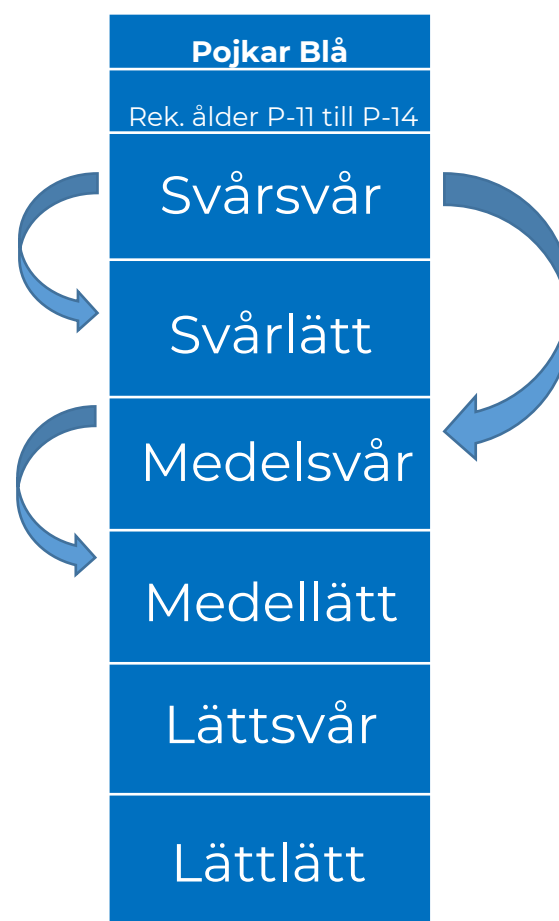 Pojkar Blå
Rek. ålder P-11 till P-14
Svårsvår
Svårlätt
Medelsvår
Medellätt
Lättsvår
Lättlätt